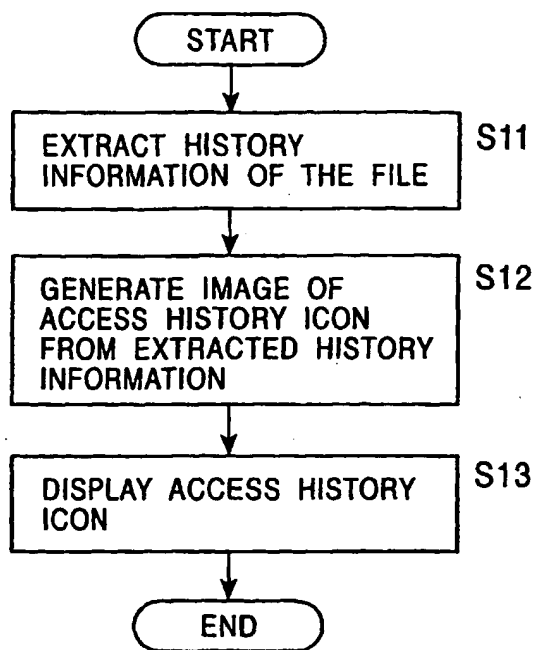 START
EXTRACT HISTORY S11
INFORMATION OF THE FILE
GENERATE IMAGE OF S12
ACCESS HISTORY ICON
FROM EXTRACTED HISTORY
INFORMATION
DISPLAY ACCESS HISTORY S13
ICON
END